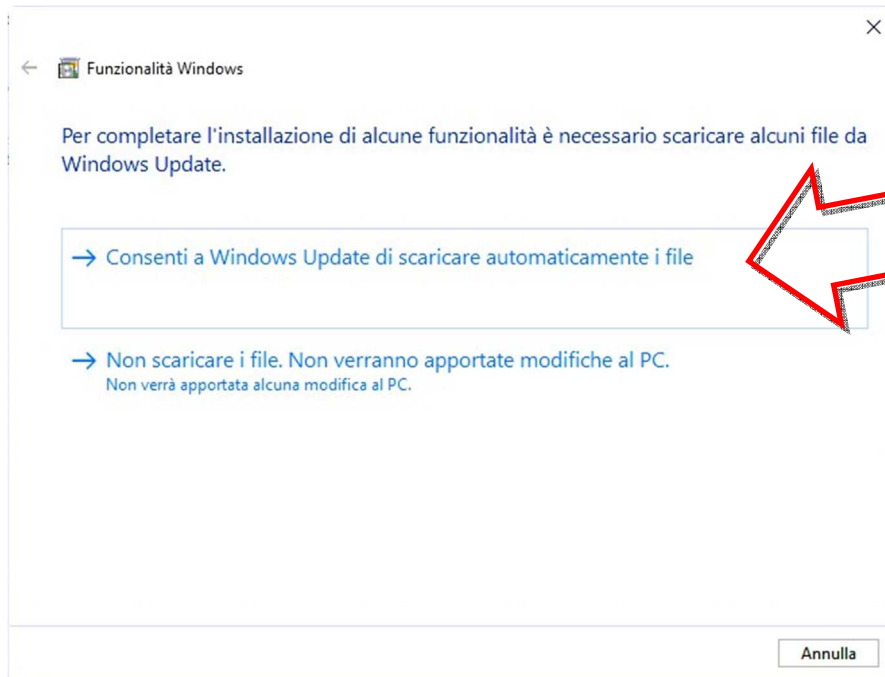 Funzionalità Windows
Per completare l'installazione di alcune funzionalità è necessario scaricare alcuni file da
Windows Update.
Consenti a Windows Update di scaricare automaticamente i file
Non scaricare i file. Non verranno apportate modifiche al PC.
Non verrà apportata alcuna modifica al PC.
Annulla